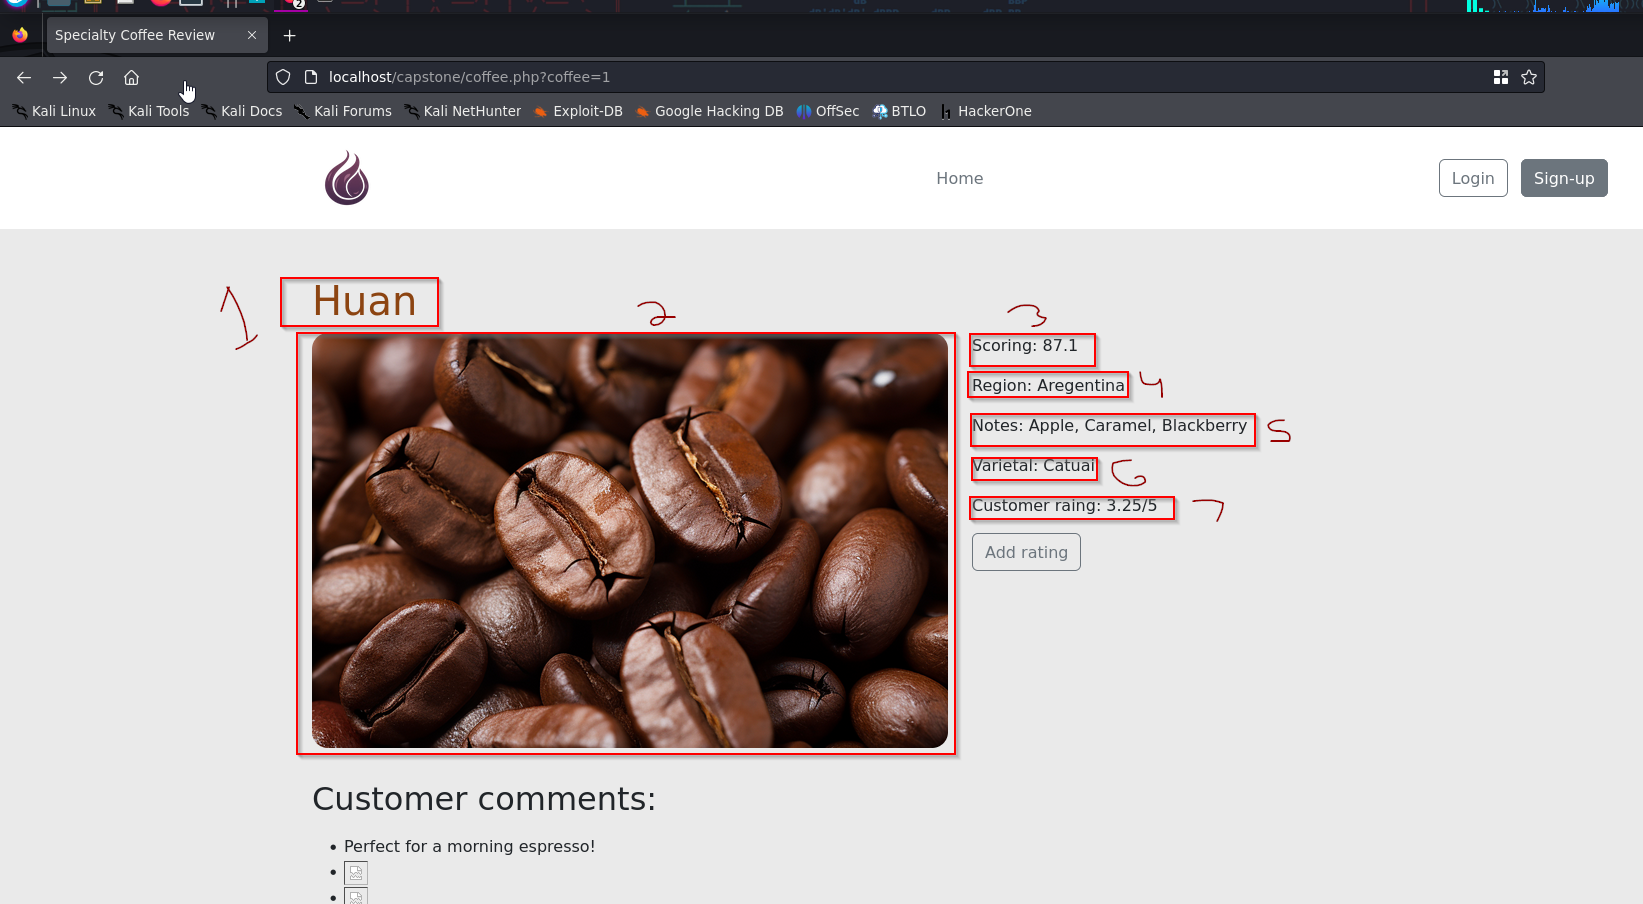 2
Specialty Coffee Review
localhost/capstone/coffee.php?coffee=1
Kali Linux Kali Tools Kali Docs Kali Forums Kali NetHunter Exploit-DB Google Hacking DB OffSec BTLO HackerOne
Home Login Sign-up
1 Huan
2
3
Scoring: 87.1
Region: Aregentina 4
Notes: Apple, Caramel, Blackberry 5
Varietal: Catuai 6
Customer raing: 3.25/5 7
Add rating
Customer comments:
• Perfect for a morning espresso!